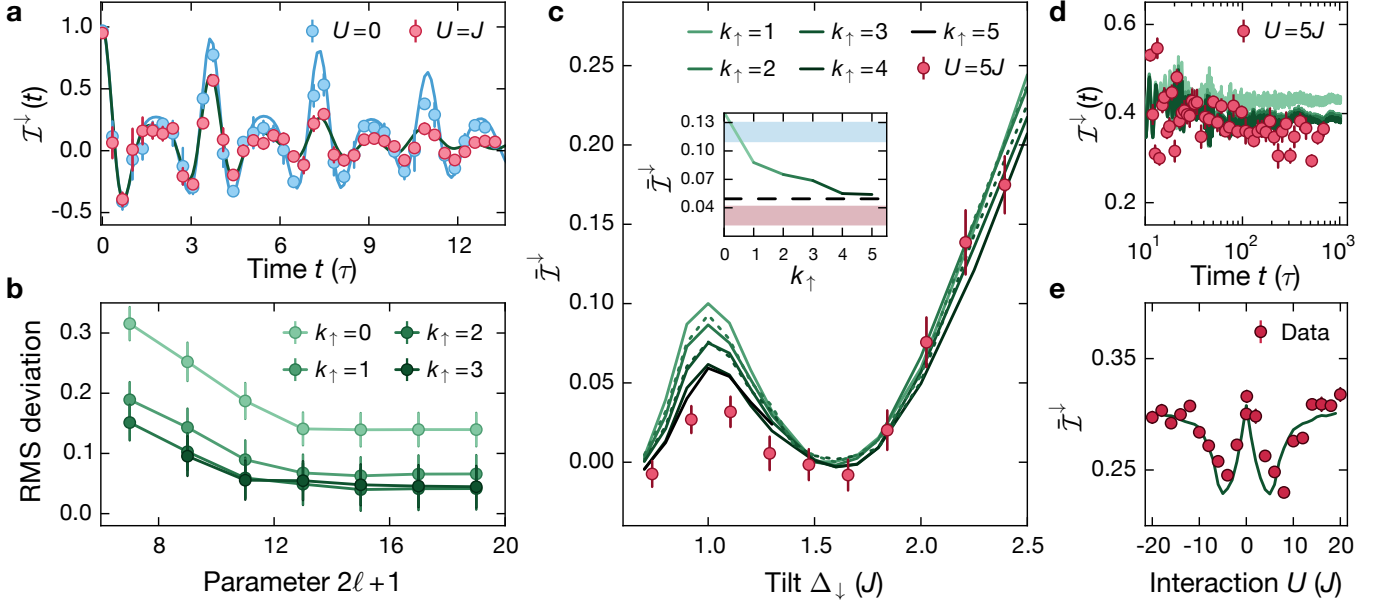 a
U=0 U=J
1.0
0.5
0.0
-0.5
ℐ↓(t)
0 3 6 9 12
Time t (τ)
b
k↑=0 k↑=2
k↑=1 k↑=3
0.3
0.2
0.1
0.0
RMS deviation
8 12 16 20
Parameter 2ℓ+1
c
k↑=1 k↑=3 k↑=5
k↑=2 k↑=4 U=5J
0.25
0.20
0.15
0.10
0.05
0.00
ℐ̄↓
0.13
0.10
0.07
0.04
ℐ̄↓
0 1 2 3 4 5
k↑
1.0 1.5 2.0 2.5
Tilt Δ↓ (J)
d
U=5J
0.6
0.4
0.2
ℐ↓(t)
10¹ 10² 10³
Time t (τ)
e
Data
0.35
0.25
ℐ̄↓
-20 -10 0 10 20
Interaction U (J)